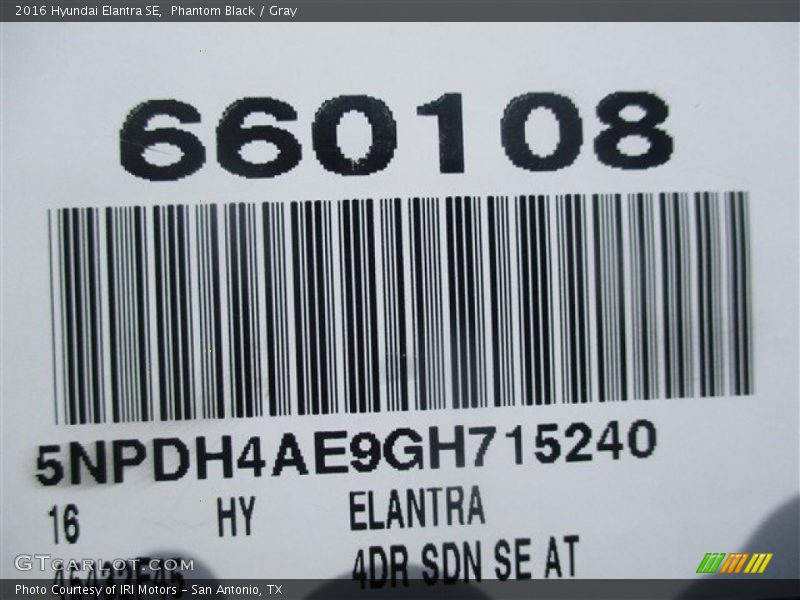 2016 Hyundai Elantra SE, Phantom Black / Gray
660108
5NPDH4AE9GH715240
16 HY ELANTRA
4DR SDN SE AT
GTCarLot.com
Photo Courtesy of IRI Motors - San Antonio, TX